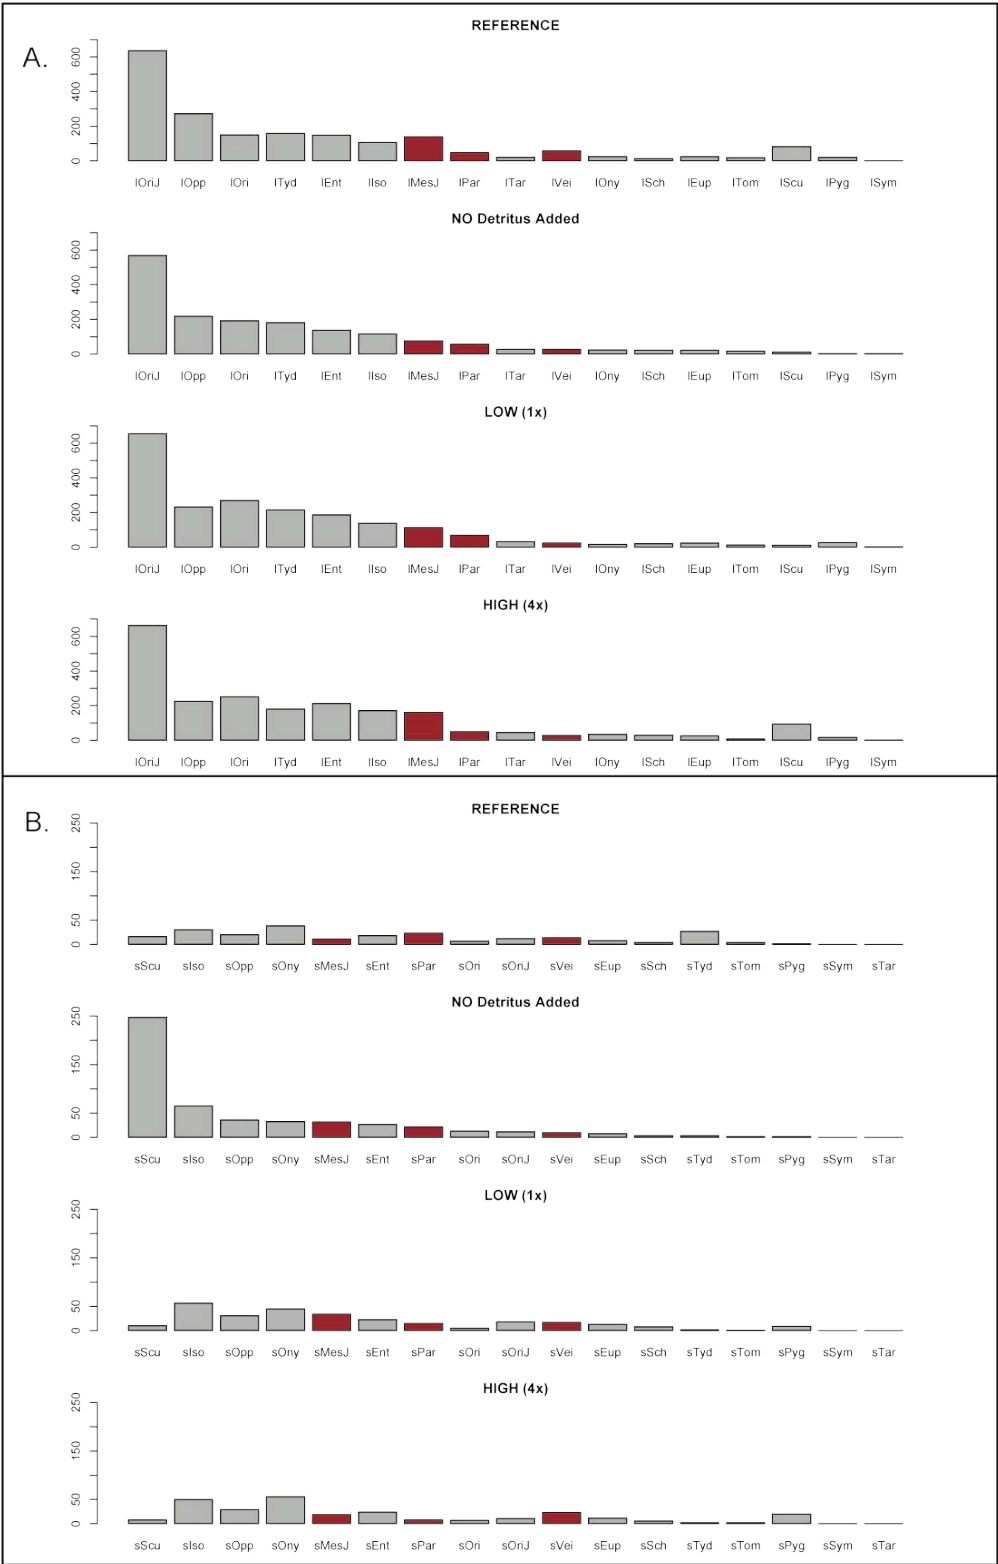 REFERENCE
A.
600
400
200
0
lOriJ lOpp lOri lTyd lEnt lIso lMesJ lPar lTar lVei lOny lSch lEup lTom lScu lPyg lSym
NO Detritus Added
600
400
200
0
lOriJ lOpp lOri lTyd lEnt lIso lMesJ lPar lTar lVei lOny lSch lEup lTom lScu lPyg lSym
LOW (1x)
600
400
200
0
lOriJ lOpp lOri lTyd lEnt lIso lMesJ lPar lTar lVei lOny lSch lEup lTom lScu lPyg lSym
HIGH (4x)
600
400
200
0
lOriJ lOpp lOri lTyd lEnt lIso lMesJ lPar lTar lVei lOny lSch lEup lTom lScu lPyg lSym
REFERENCE
B.
250
150
50
0
sScu sIso sOpp sOny sMesJ sEnt sPar sOri sOriJ sVei sEup sSch sTyd sTom sPyg sSym sTar
NO Detritus Added
250
150
50
0
sScu sIso sOpp sOny sMesJ sEnt sPar sOri sOriJ sVei sEup sSch sTyd sTom sPyg sSym sTar
LOW (1x)
250
150
50
0
sScu sIso sOpp sOny sMesJ sEnt sPar sOri sOriJ sVei sEup sSch sTyd sTom sPyg sSym sTar
HIGH (4x)
250
150
50
0
sScu sIso sOpp sOny sMesJ sEnt sPar sOri sOriJ sVei sEup sSch sTyd sTom sPyg sSym sTar